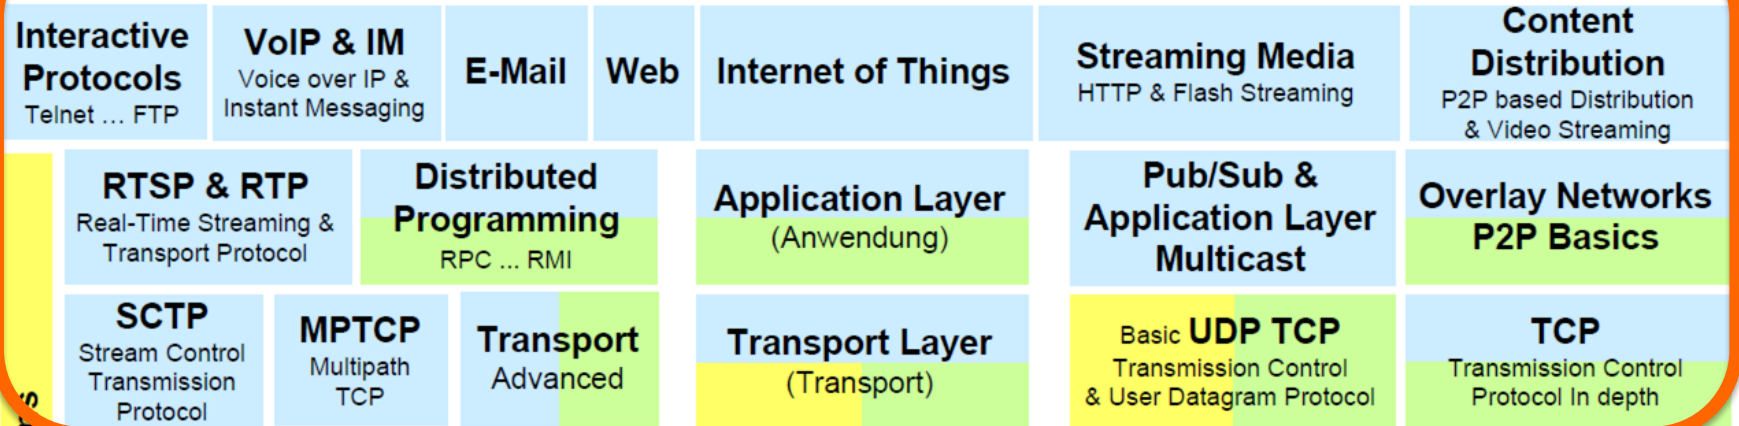 Interactive
Protocols
Telnet ... FTP
VoIP & IM
Voice over IP &
Instant Messaging
E-Mail
Web
Internet of Things
Streaming Media
HTTP & Flash Streaming
Content
Distribution
P2P based Distribution
& Video Streaming
RTSP & RTP
Real-Time Streaming &
Transport Protocol
Distributed
Programming
RPC ... RMI
Application Layer
(Anwendung)
Pub/Sub &
Application Layer
Multicast
Overlay Networks
P2P Basics
SCTP
Stream Control
Transmission
Protocol
MPTCP
Multipath
TCP
Transport
Advanced
Transport Layer
(Transport)
Basic UDP TCP
Transmission Control
& User Datagram Protocol
TCP
Transmission Control
Protocol In depth